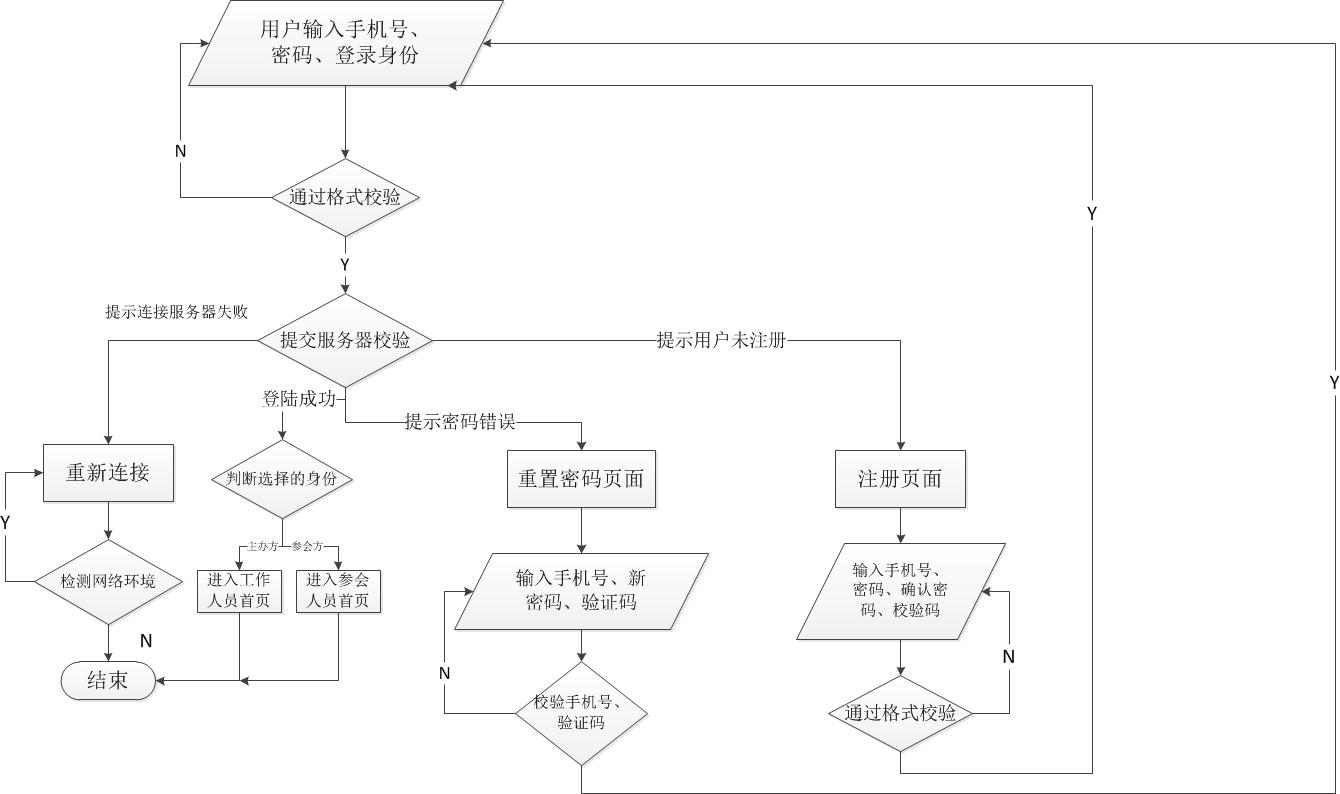 用户输入手机号、
密码、登录身份
N
通过格式校验
Y
Y
提示连接服务器失败
提交服务器校验
提示用户未注册
Y
登陆成功
提示密码错误
重新连接
判断选择的身份
重置密码页面
注册页面
Y
主办方
参会方
检测网络环境
进入工作
人员首页
进入参会
人员首页
输入手机号、新
密码、验证码
输入手机号、
密码、确认密
码、校验码
N
结束
N
N
校验手机号、
验证码
通过格式校验